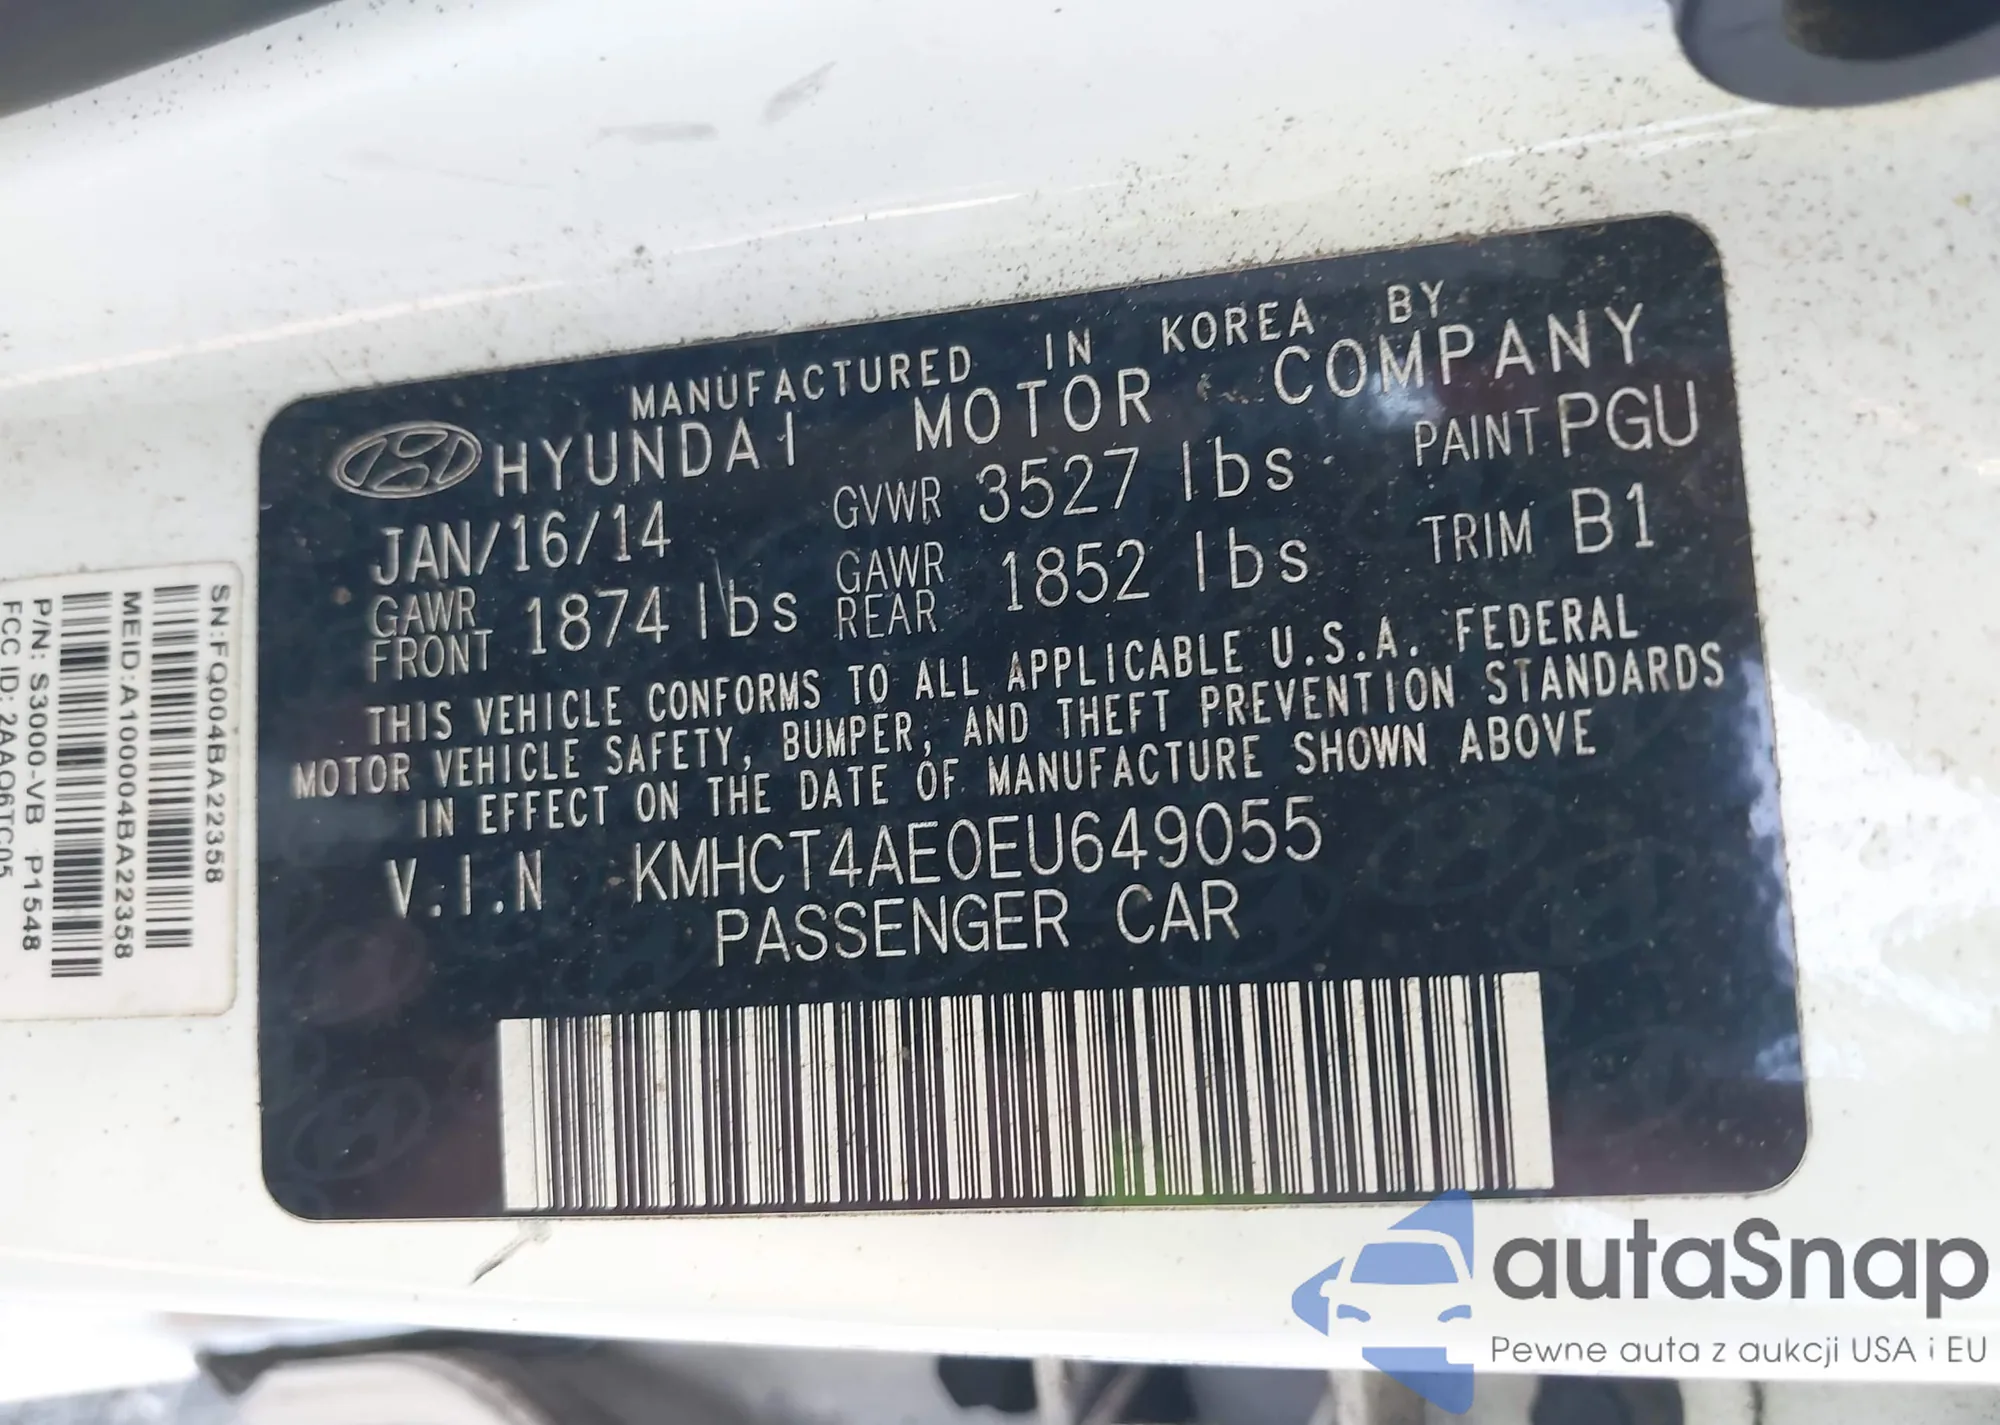 MANUFACTURED IN KOREA BY
HYUNDAI MOTOR COMPANY
JAN/16/14 GVWR 3527 lbs PAINT PGU
GAWR FRONT 1874 lbs GAWR REAR 1852 lbs TRIM B1
THIS VEHICLE CONFORMS TO ALL APPLICABLE U.S.A. FEDERAL
MOTOR VEHICLE SAFETY, BUMPER, AND THEFT PREVENTION STANDARDS
IN EFFECT ON THE DATE OF MANUFACTURE SHOWN ABOVE
V.I.N KMHCT4AE0EU649055
PASSENGER CAR
SN:FQ004BA22358
MEID:A100004BA22358
P/N: S3000-VB P1548
FCC ID: 2AAQ6TC05
autaSnap
Pewne auta z aukcji USA i EU